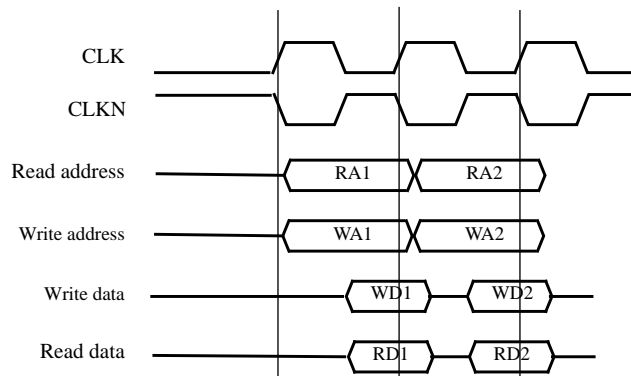 CLK
CLKN
Read address RA1 RA2
Write address WA1 WA2
Write data WD1 WD2
Read data RD1 RD2